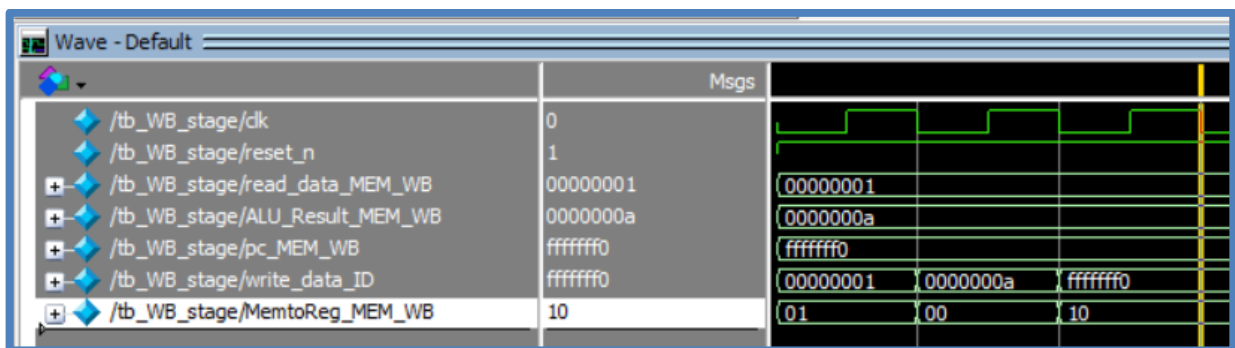 Wave - Default
Msgs
/tb_WB_stage/clk 0
/tb_WB_stage/reset_n 1
/tb_WB_stage/read_data_MEM_WB 00000001 00000001
/tb_WB_stage/ALU_Result_MEM_WB 0000000a 0000000a
/tb_WB_stage/pc_MEM_WB fffffff0 fffffff0
/tb_WB_stage/write_data_ID fffffff0 00000001 0000000a fffffff0
/tb_WB_stage/MemtoReg_MEM_WB 10 01 00 10